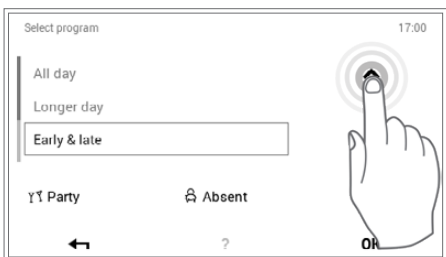 Select program 17:00
All day
Longer day
Early & late
Party Absent
? OK